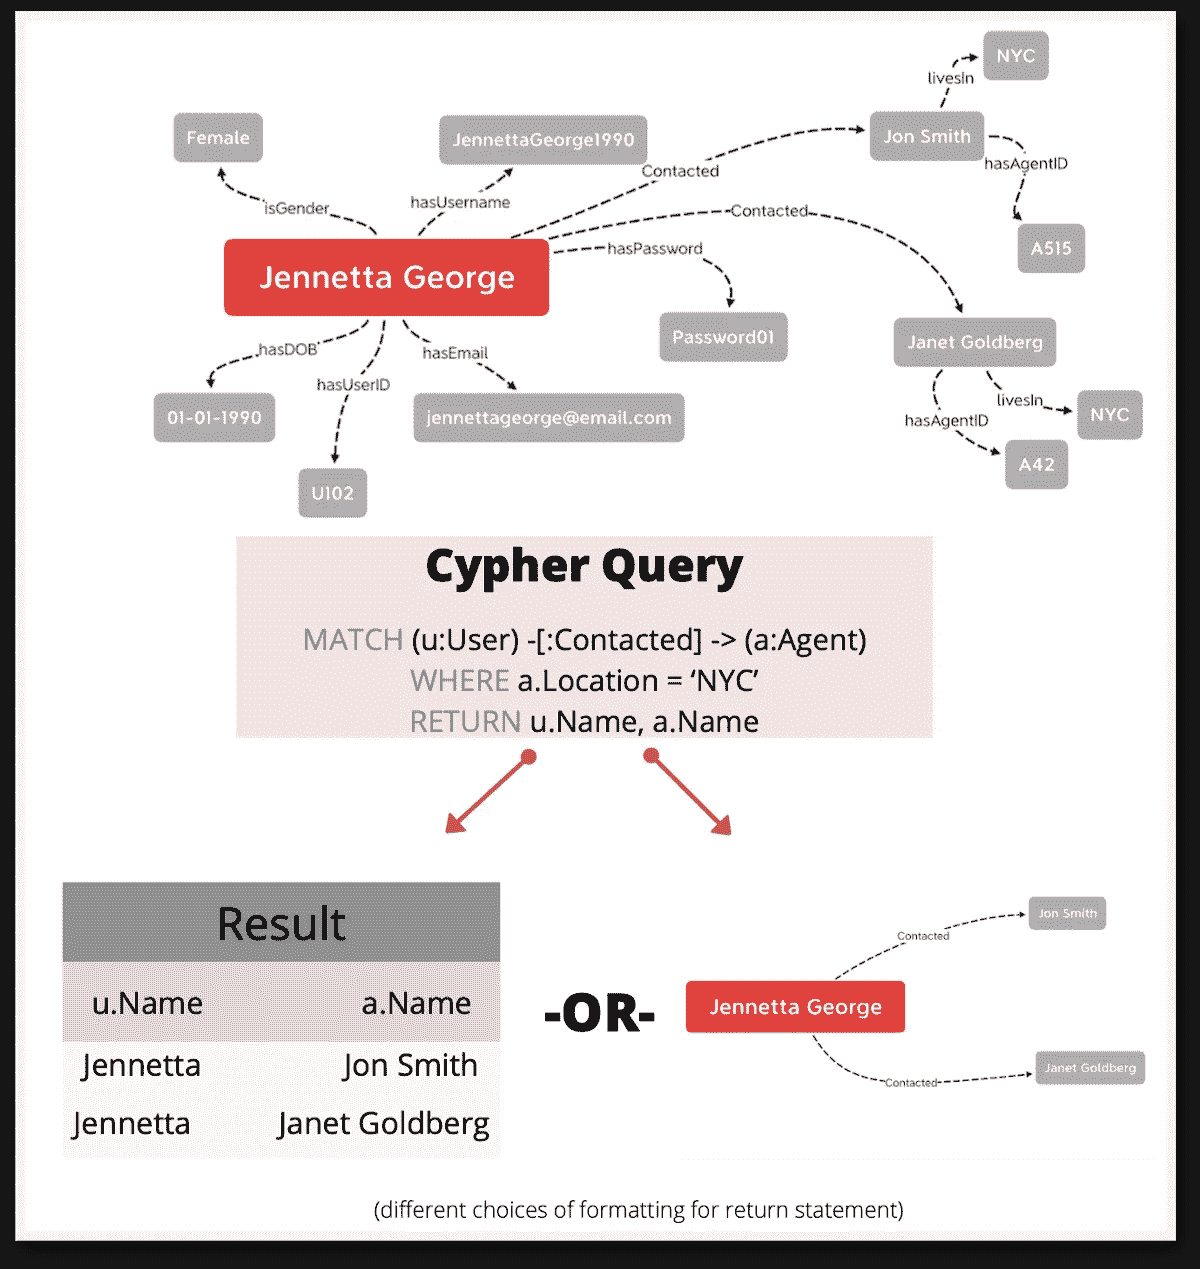 NYC
livesIn
Female
JennettaGeorge1990
Jon Smith
Contacted
hasAgentID
isGender
hasUsername
Contacted
hasPassword
A515
Jennetta George
Password01
Janet Goldberg
hasDOB
hasEmail
hasUserID
livesIn
01-01-1990
jennettageorge@email.com
hasAgentID
NYC
A42
U102
Cypher Query
MATCH (u:User) -[:Contacted] -> (a:Agent)
WHERE a.Location = ‘NYC’
RETURN u.Name, a.Name
Result
u.Name a.Name
Jennetta Jon Smith
Jennetta Janet Goldberg
-OR-
Jon Smith
Contacted
Jennetta George
Janet Goldberg
Contacted
(different choices of formatting for return statement)